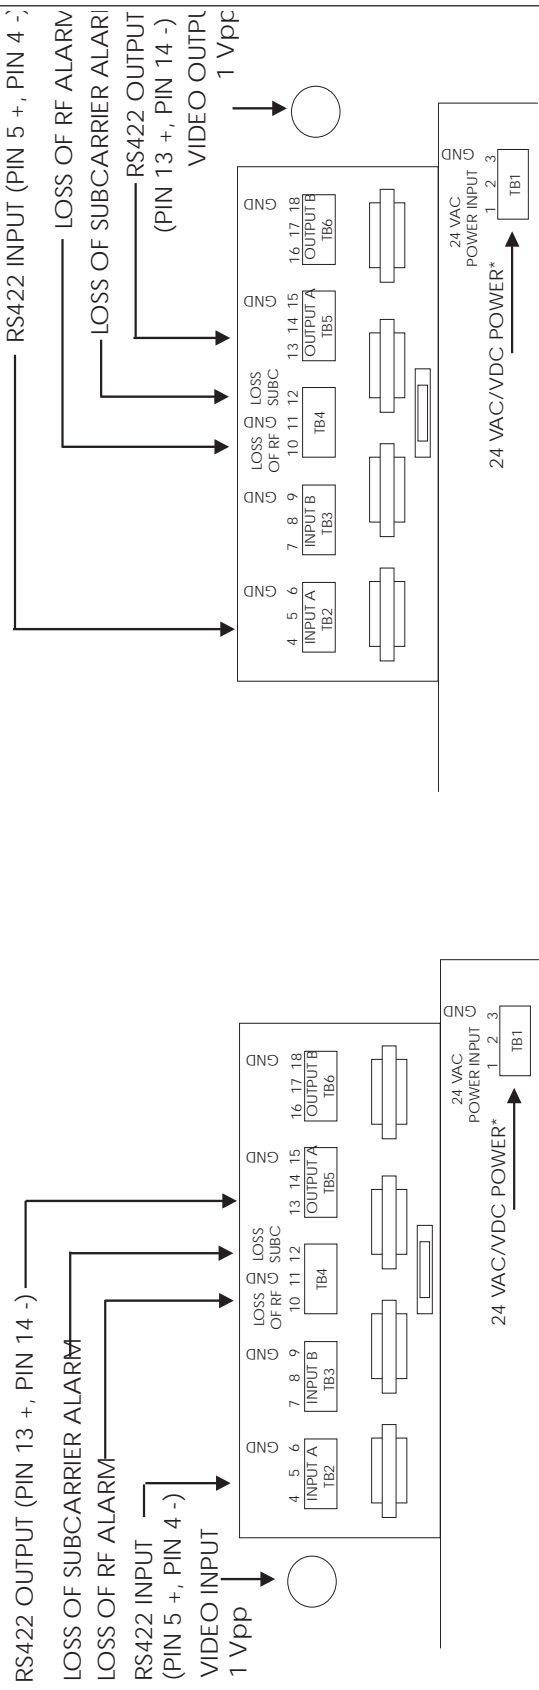 RS422 INPUT (PIN 5 +, PIN 4 -)
LOSS OF RF ALARM
LOSS OF SUBCARRIER
RS422 OUTPUT
(PIN 13 +, PIN 14 -)
VIDEO
1 Vpp
GND
4 5 6
INPUT A
TB2
GND
7 8 9
INPUT B
TB3
LOSS
OF RF
GND
LOSS
SUBC
10 11 12
TB4
GND
13 14 15
OUTPUT A
TB5
GND
16 17 18
OUTPUT B
TB6
24 VAC
POWER INPUT
GND
1 2 3
TB1
24 VAC/VDC POWER*
RS422 OUTPUT (PIN 13 +, PIN 14 -)
LOSS OF SUBCARRIER ALARM
LOSS OF RF ALARM
RS422 INPUT
(PIN 5 +, PIN 4 -)
VIDEO INPUT
1 Vpp
GND
4 5 6
INPUT A
TB2
GND
7 8 9
INPUT B
TB3
LOSS
OF RF
GND
LOSS
SUBC
10 11 12
TB4
GND
13 14 15
OUTPUT A
TB5
GND
16 17 18
OUTPUT B
TB6
24 VAC
POWER INPUT
GND
1 2 3
TB1
24 VAC/VDC POWER*